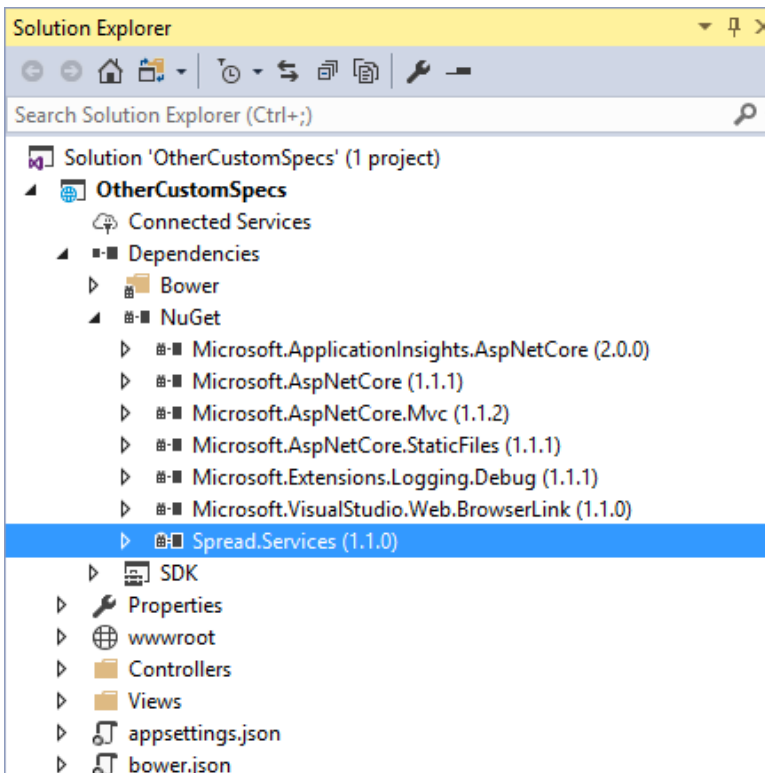 Solution Explorer
Search Solution Explorer (Ctrl+;)
Solution 'OtherCustomSpecs' (1 project)
OtherCustomSpecs
Connected Services
Dependencies
Bower
NuGet
Microsoft.ApplicationInsights.AspNetCore (2.0.0)
Microsoft.AspNetCore (1.1.1)
Microsoft.AspNetCore.Mvc (1.1.2)
Microsoft.AspNetCore.StaticFiles (1.1.1)
Microsoft.Extensions.Logging.Debug (1.1.1)
Microsoft.VisualStudio.Web.BrowserLink (1.1.0)
Spread.Services (1.1.0)
SDK
Properties
wwwroot
Controllers
Views
appsettings.json
bower.json